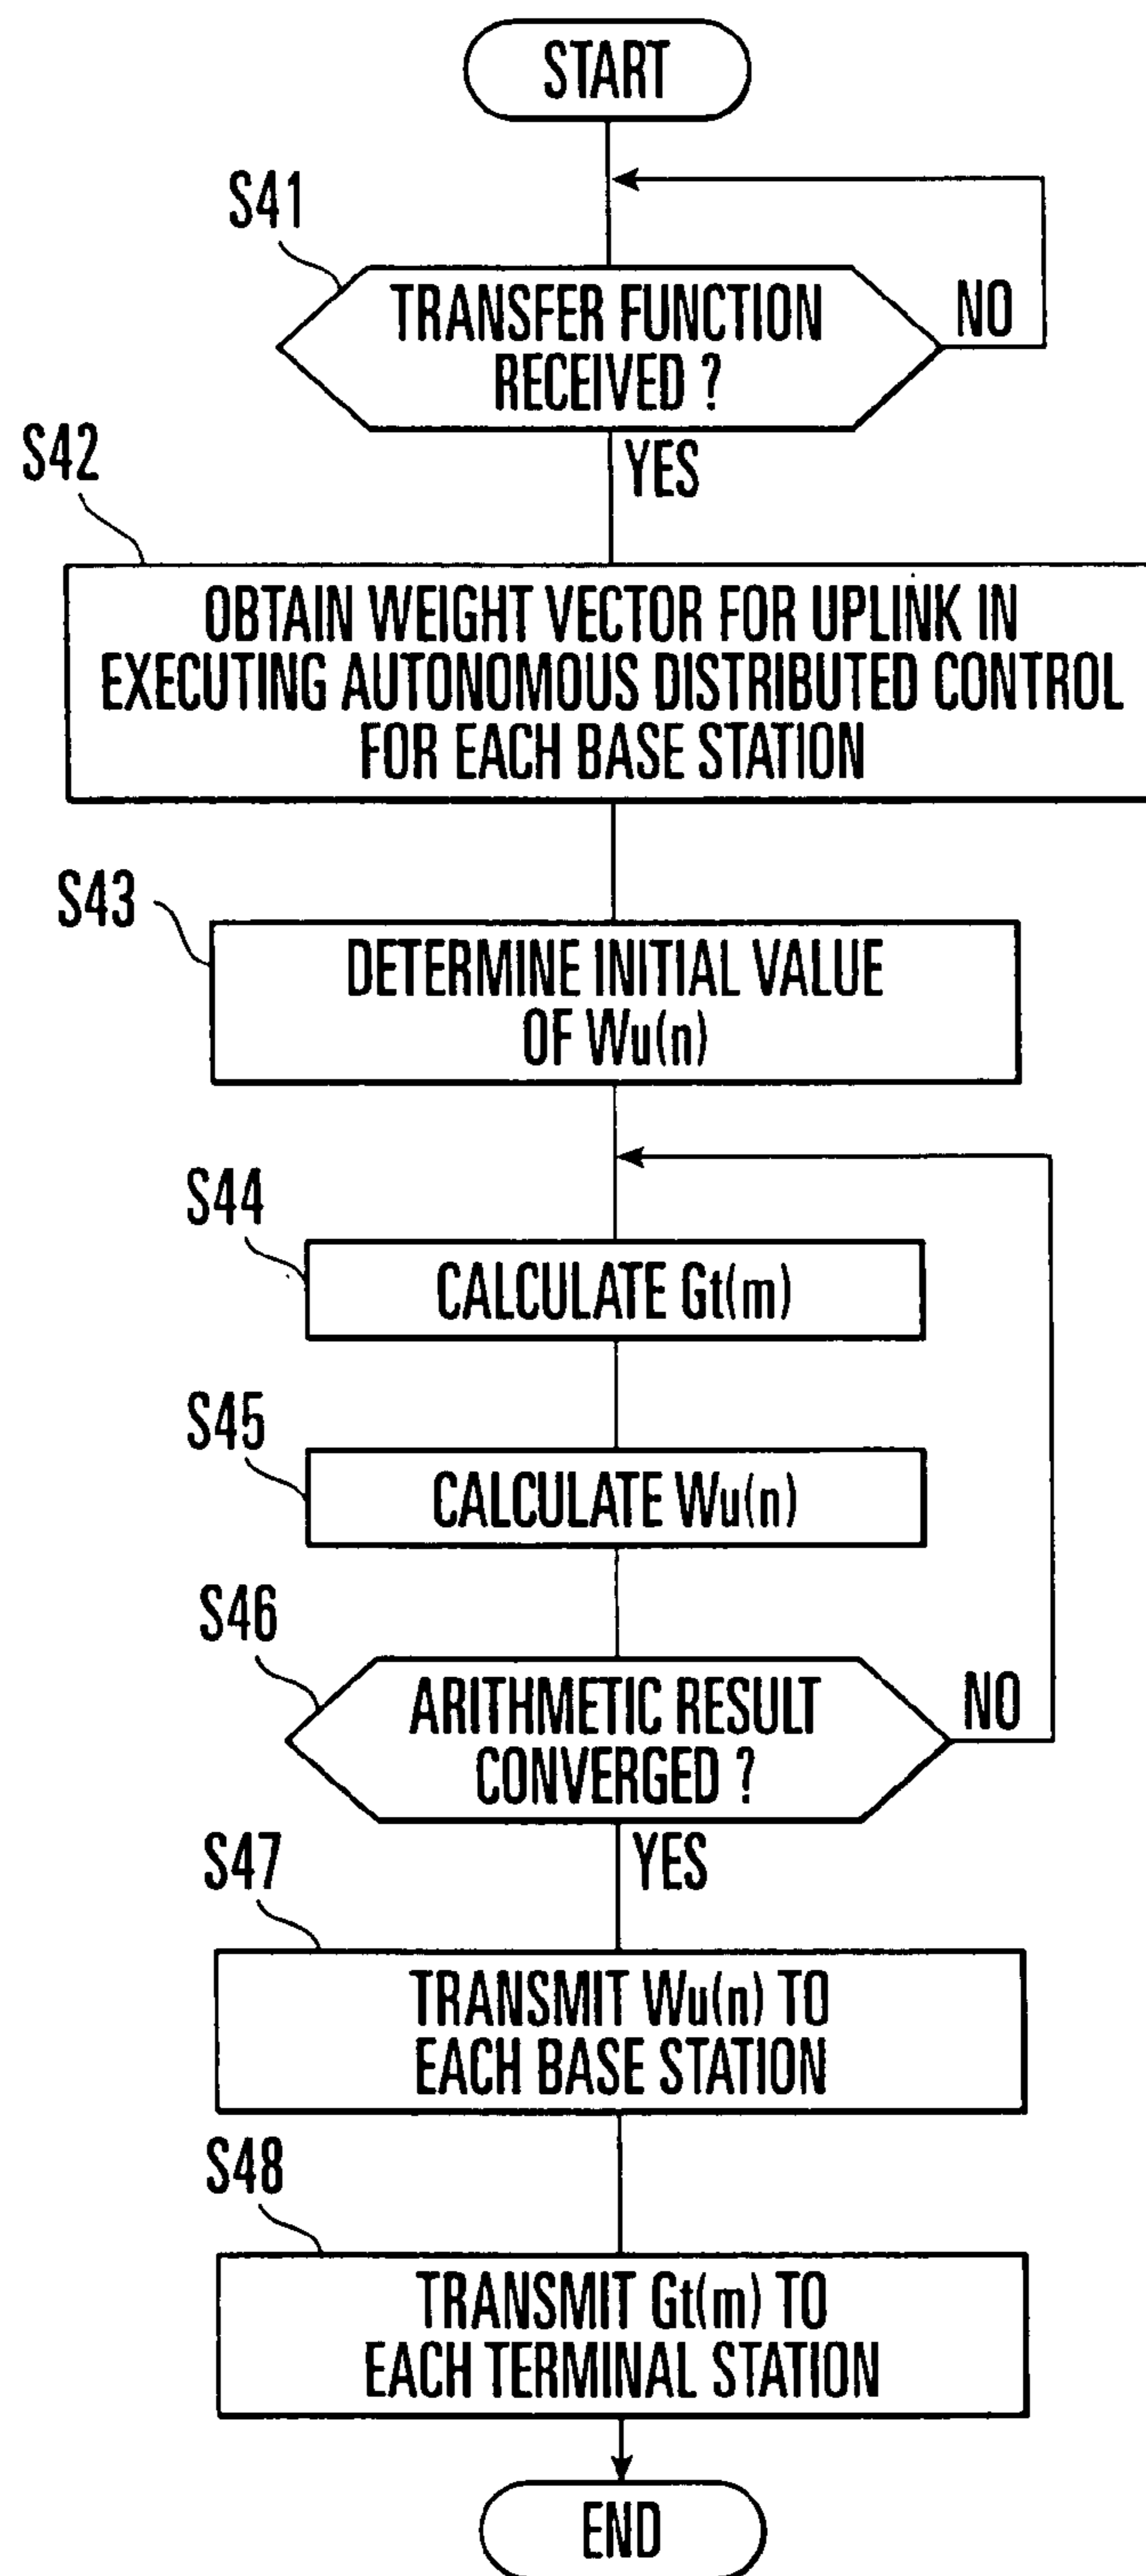 START
S41
TRANSFER FUNCTION
RECEIVED ?
NO
YES
S42
OBTAIN WEIGHT VECTOR FOR UPLINK IN
EXECUTING AUTONOMOUS DISTRIBUTED CONTROL
FOR EACH BASE STATION
S43
DETERMINE INITIAL VALUE
OF Wu(n)
S44
CALCULATE Gt(m)
S45
CALCULATE Wu(n)
S46
ARITHMETIC RESULT
CONVERGED ?
NO
YES
S47
TRANSMIT Wu(n) TO
EACH BASE STATION
S48
TRANSMIT Gt(m) TO
EACH TERMINAL STATION
END